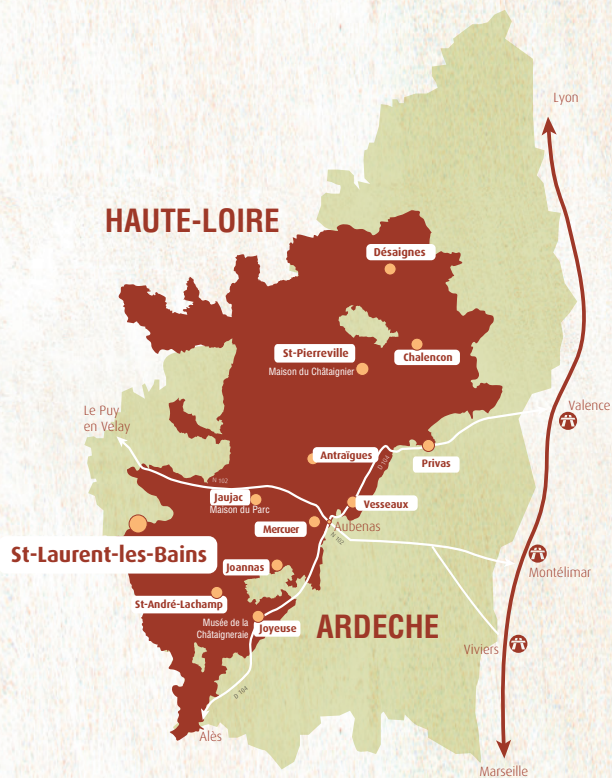 Lyon
HAUTE-LOIRE
Désaignes
St-Pierreville
Maison du Châtaignier
Chalencon
Le Puy
en Velay
Valence
Antraïgues
Privas
D 104
N 102
Jaujac
Maison du Parc
Vesseaux
Mercuer
Aubenas
N 102
St-Laurent-les-Bains
Joannas
Montélimar
St-André-Lachamp
Musée de la
Châtaigneraie
Joyeuse
ARDECHE
Viviers
D 104
Alès
Marseille